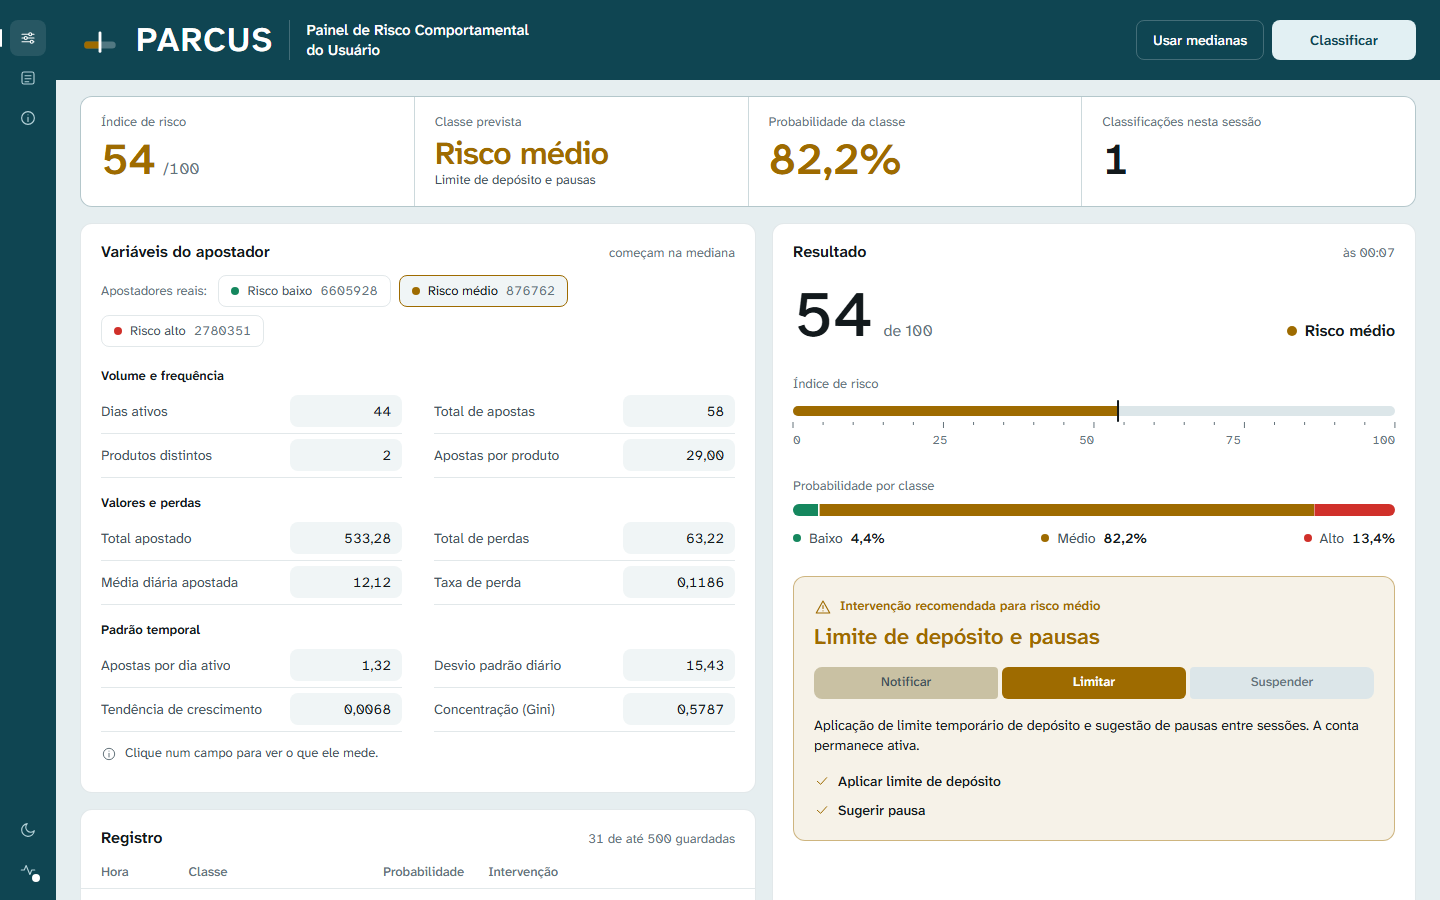 PARCUS
Painel de Risco Comportamental
do Usuário
Usar medianas
Classificar
Índice de risco
54 /100
Classe prevista
Risco médio
Limite de depósito e pausas
Probabilidade da classe
82,2%
Classificações nesta sessão
1
Variáveis do apostador
começam na mediana
Apostadores reais:
Risco baixo 6605928
Risco médio 876762
Risco alto 2780351
Volume e frequência
Dias ativos 44
Total de apostas 58
Produtos distintos 2
Apostas por produto 29,00
Valores e perdas
Total apostado 533,28
Total de perdas 63,22
Média diária apostada 12,12
Taxa de perda 0,1186
Padrão temporal
Apostas por dia ativo 1,32
Desvio padrão diário 15,43
Tendência de crescimento 0,0068
Concentração (Gini) 0,5787
Clique num campo para ver o que ele mede.
Registro
31 de até 500 guardadas
Hora Classe Probabilidade Intervenção
Resultado
às 00:07
54 de 100
Risco médio
Índice de risco
0 25 50 75 100
Probabilidade por classe
Baixo 4,4%
Médio 82,2%
Alto 13,4%
Intervenção recomendada para risco médio
Limite de depósito e pausas
Notificar
Limitar
Suspender
Aplicação de limite temporário de depósito e sugestão de pausas entre sessões. A conta
permanece ativa.
Aplicar limite de depósito
Sugerir pausa